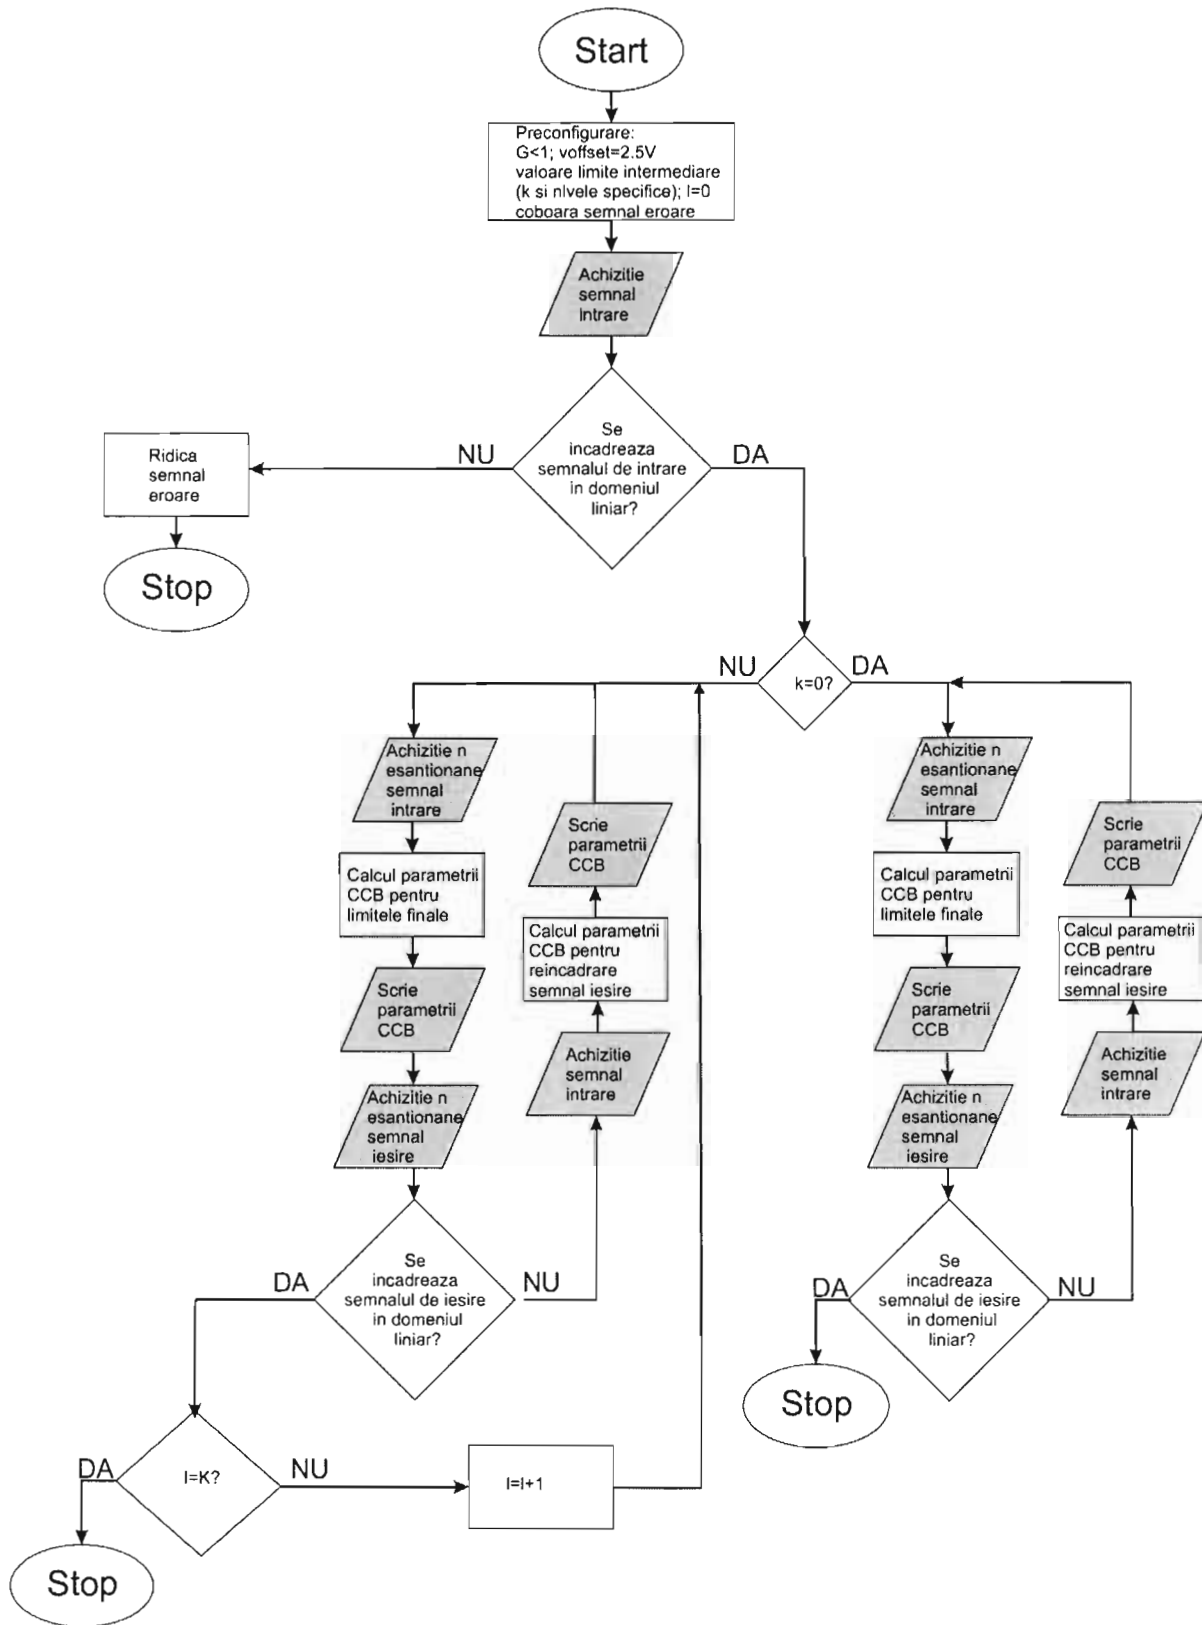 Start
Preconfigurare:
G<1; voffset=2.5V
valoare limite intermediare
(k si nivele specifice); I=0
coboara semnal eroare
Achizitie
semnal
intrare
Se
incadreaza
semnalul de intrare
in domeniul
liniar?
NU
DA
Ridica
semnal
eroare
Stop
k=0?
NU
DA
Achizitie n
esantionane
semnal
intrare
Calcul parametrii
CCB pentru
limitele finale
Scrie
parametrii
CCB
Achizitie n
esantionane
semnal
iesire
Se
incadreaza
semnalul de iesire
in domeniul
liniar?
DA
NU
Achizitie
semnal
intrare
Calcul parametrii
CCB pentru
reincadrare
semnal iesire
Scrie
parametrii
CCB
I=K?
DA
NU
I=I+1
Stop
Achizitie n
esantionane
semnal
intrare
Calcul parametrii
CCB pentru
limitele finale
Scrie
parametrii
CCB
Achizitie n
esantionane
semnal
iesire
Se
incadreaza
semnalul de iesire
in domeniul
liniar?
DA
NU
Achizitie
semnal
intrare
Calcul parametrii
CCB pentru
reincadrare
semnal iesire
Scrie
parametrii
CCB
Stop